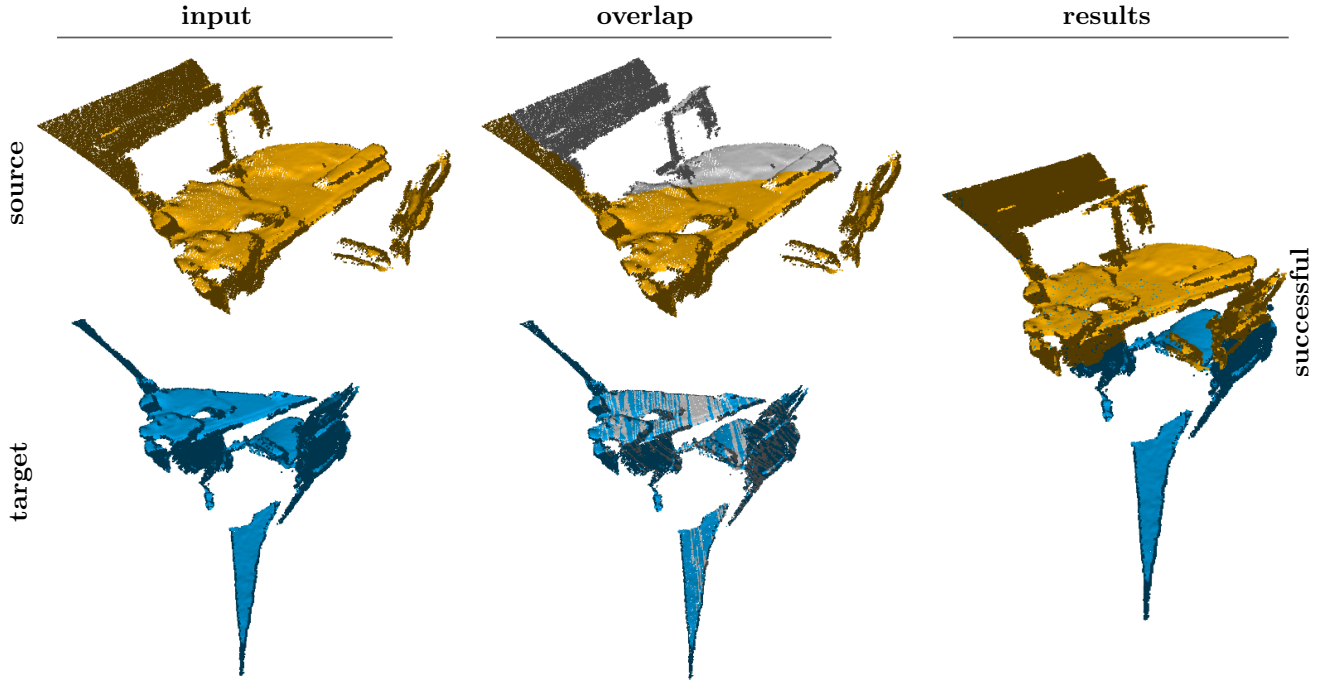 input
overlap
results
source
successful
target